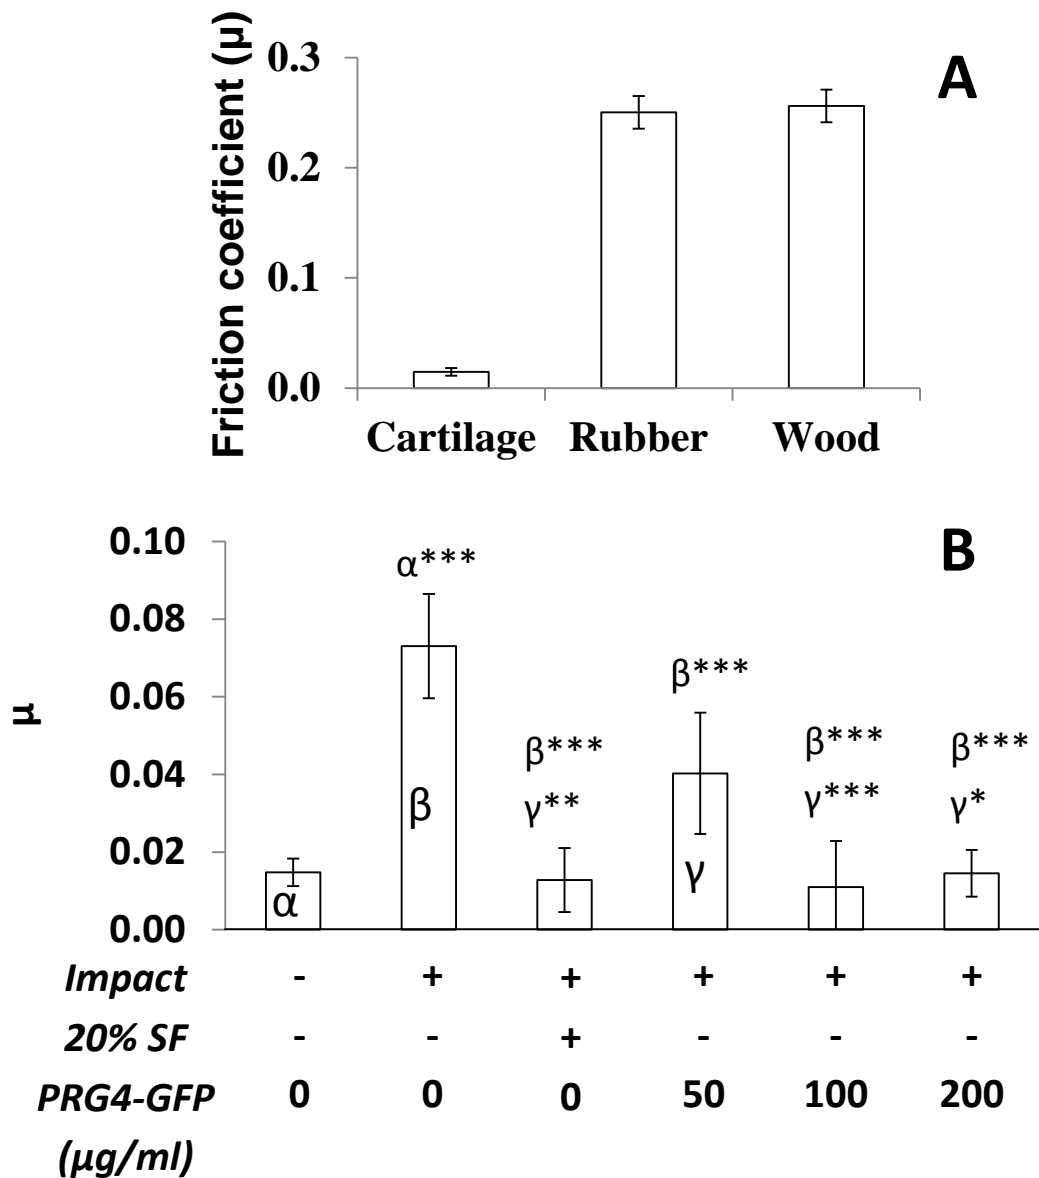 Friction coefficient (μ)
A
0.3
0.2
0.1
0.0
Cartilage Rubber Wood
B
μ
0.10
0.08
0.06
0.04
0.02
0.00
α***
β***
β***
γ**
β***
γ***
β***
γ*
α
β
γ
Impact - + + + + +
20% SF - - + - - -
PRG4-GFP 0 0 0 50 100 200
(μg/ml)